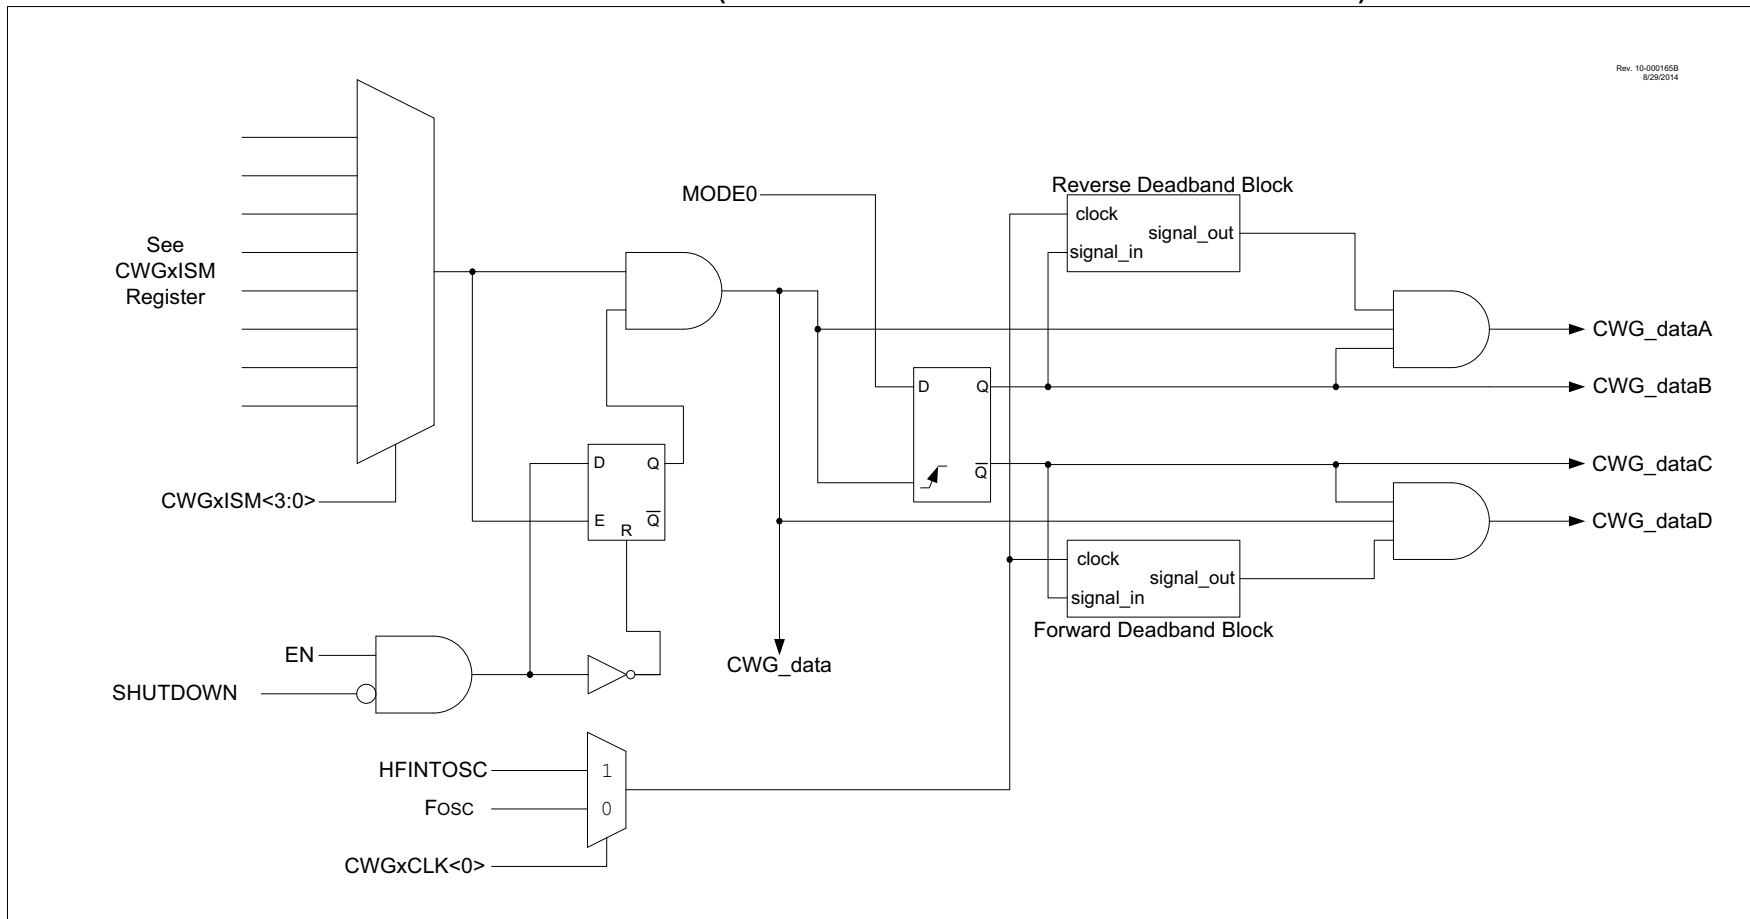 Rev. 10-000165B
8/29/2014
See
CWGxISM
Register
CWGxISM<3:0>
MODE0
Reverse Deadband Block
clock
signal_in
signal_out
CWG_dataA
D
Q
Q
CWG_dataB
CWG_dataC
CWG_dataD
D
Q
E
Q
R
clock
signal_in
signal_out
Forward Deadband Block
EN
SHUTDOWN
CWG_data
HFINTOSC
1
FOSC
0
CWGxCLK<0>